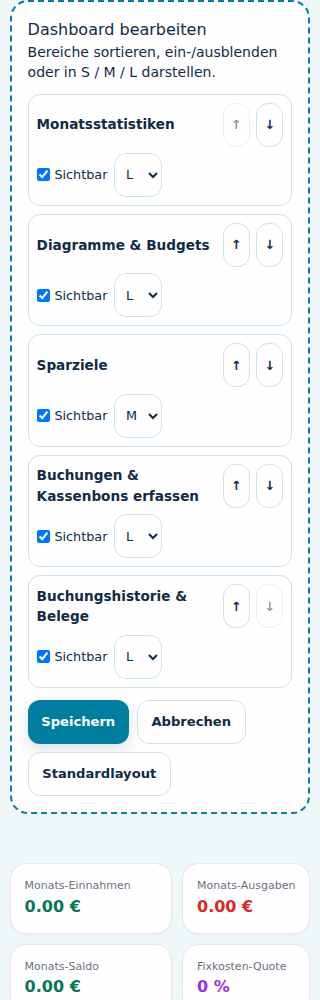 Dashboard bearbeiten
Bereiche sortieren, ein-/ausblenden
oder in S / M / L darstellen.
Monatsstatistiken ↑ ↓
Sichtbar L
Diagramme & Budgets ↑ ↓
Sichtbar L
Sparziele ↑ ↓
Sichtbar M
Buchungen &
Kassenbons erfassen ↑ ↓
Sichtbar L
Buchungshistorie &
Belege ↑ ↓
Sichtbar L
Speichern Abbrechen
Standardlayout
Monats-Einnahmen Monats-Ausgaben
0.00 € 0.00 €
Monats-Saldo Fixkosten-Quote
0.00 € 0 %